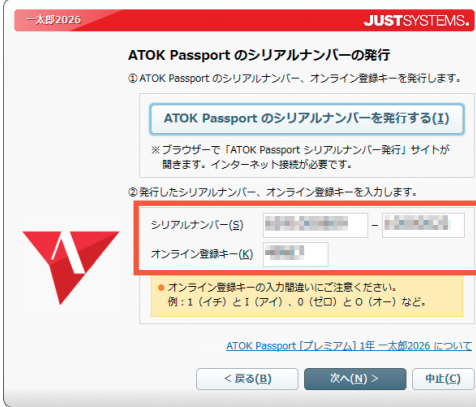 一太郎2026
JUSTSYSTEMS.
ATOK Passport のシリアルナンバーの発行
① ATOK Passport のシリアルナンバー、オンライン登録キーを発行します。
ATOK Passport のシリアルナンバーを発行する(I)
※ ブラウザーで「ATOK Passport シリアルナンバー発行」サイトが
開きます。インターネット接続が必要です。
② 発行したシリアルナンバー、オンライン登録キーを入力します。
シリアルナンバー(S) –
オンライン登録キー(K)
● オンライン登録キーの入力間違いにご注意ください。
例：1（イチ）と I（アイ）、0（ゼロ）と O（オー）など。
ATOK Passport [プレミアム] 1年 一太郎2026 について
< 戻る(B) 次へ(N) > 中止(C)